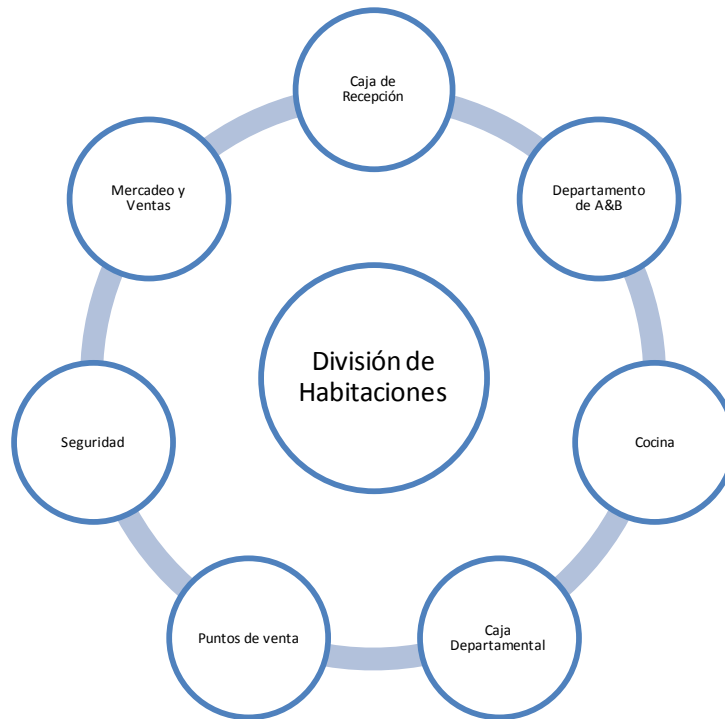 Caja de
Recepción
Departamento
de A&B
Cocina
Caja
Departamental
Puntos de venta
Seguridad
Mercadeo y
Ventas
División de
Habitaciones